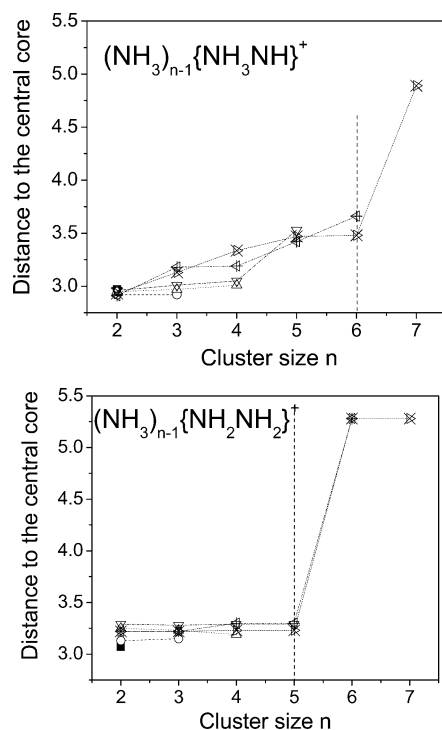 (NH3)n-1{NH3NH}+
Distance to the central core
5.5
5.0
4.5
4.0
3.5
3.0
2 3 4 5 6 7
Cluster size n
(NH3)n-1{NH2NH2}+
Distance to the central core
5.5
5.0
4.5
4.0
3.5
3.0
2 3 4 5 6 7
Cluster size n